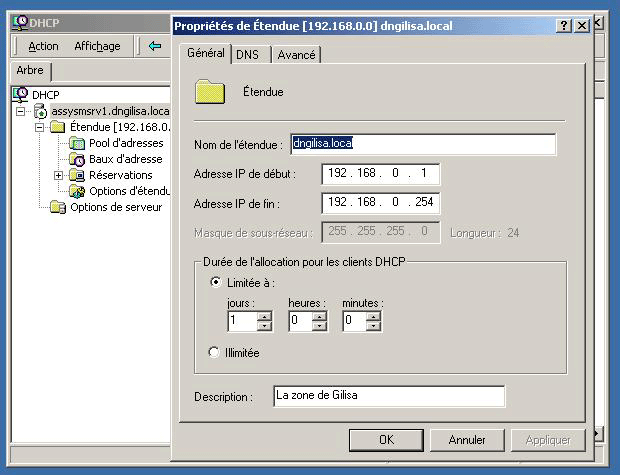 DHCP
Action Affichage
Arbre
DHCP
assysmsrv1.dngilisa.loca
Étendue [192.168.0.
Pool d'adresses
Baux d'adresse
Réservations
Options d'étendu
Options de serveur
Propriétés de Étendue [192.168.0.0] dngilisa.local
Général DNS Avancé
Étendue
Nom de l'étendue : dngilisa.local
Adresse IP de début : 192 . 168 . 0 . 1
Adresse IP de fin : 192 . 168 . 0 . 254
Masque de sous-réseau : 255 . 255 . 255 . 0 Longueur : 24
Durée de l'allocation pour les clients DHCP
Limitée à :
jours : heures : minutes :
1 0 0
Illimitée
Description : La zone de Gilisa
OK Annuler Appliquer